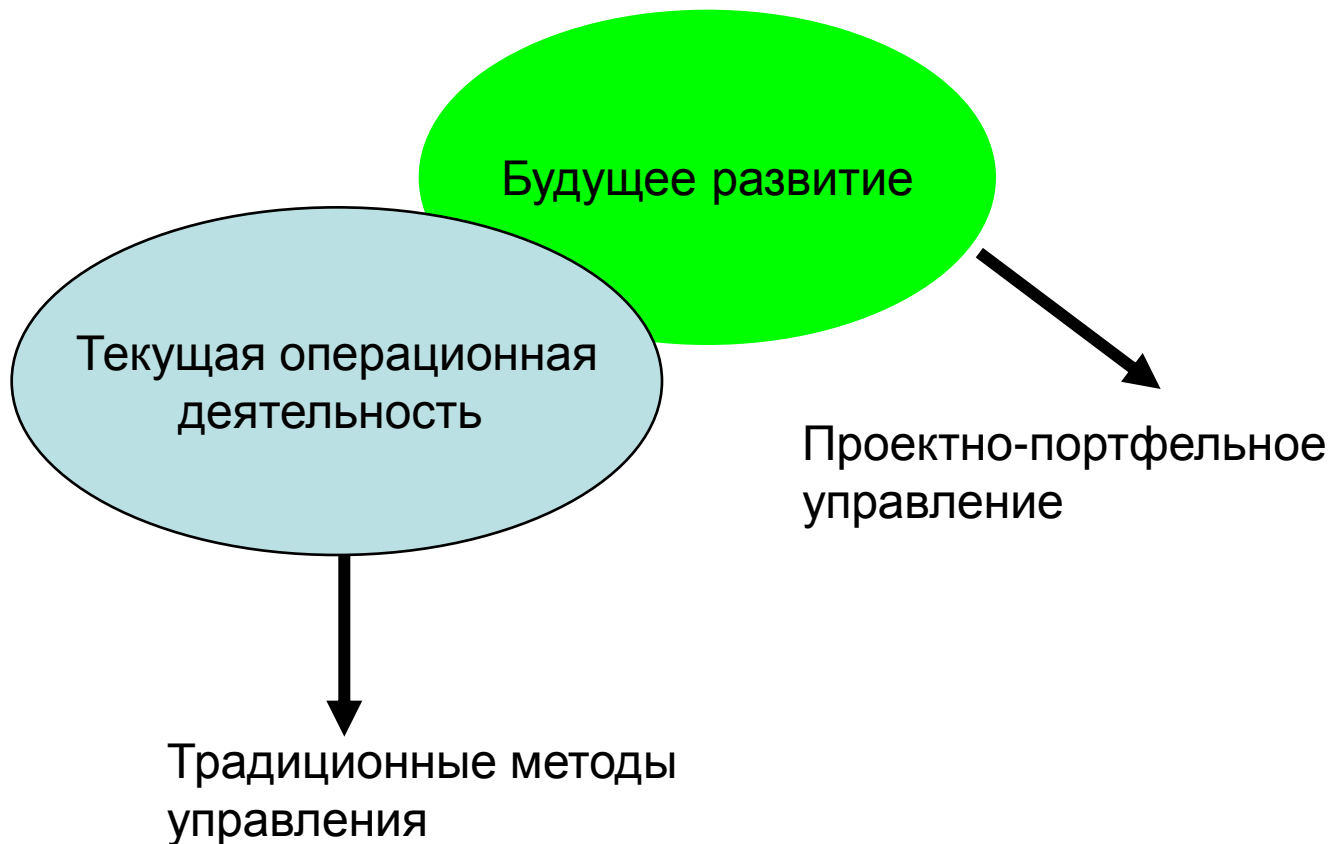 Будущее развитие
Текущая операционная
деятельность
Проектно-портфельное
управление
Традиционные методы
управления